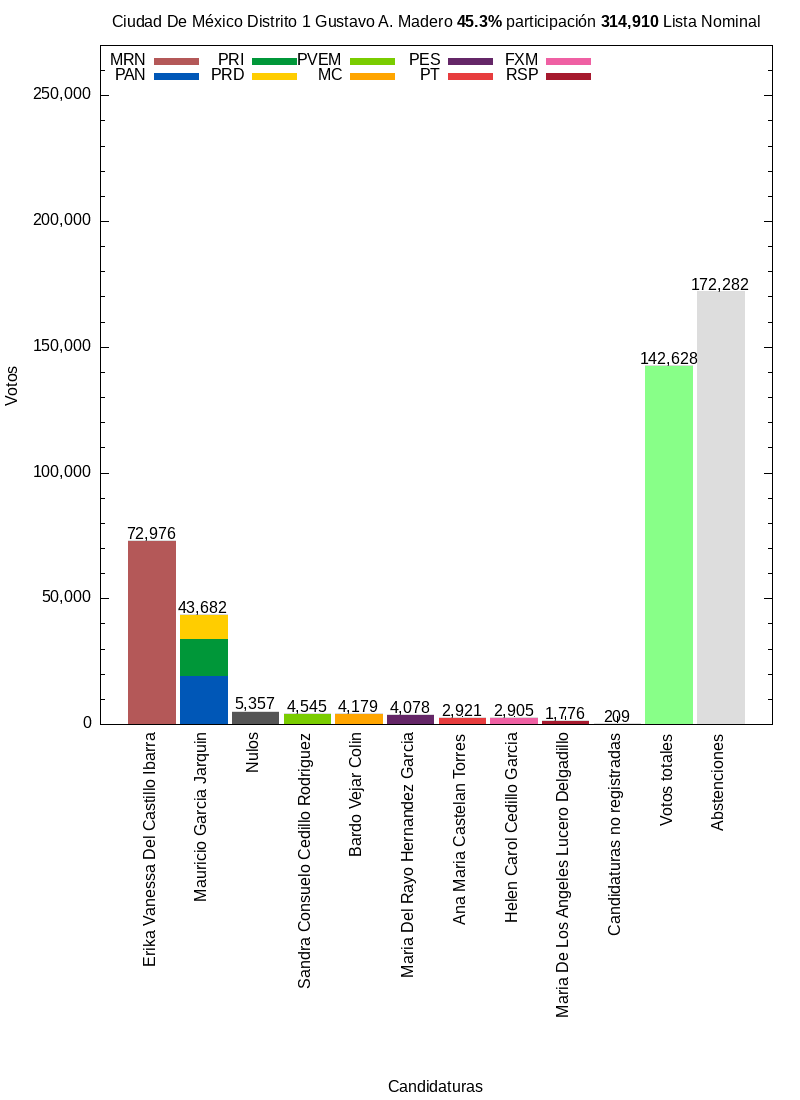 Ciudad De México Distrito 1 Gustavo A. Madero 45.3% participación 314,910 Lista Nominal
MRN PRI PVEM PES FXM
PAN PRD MC PT RSP
250,000
200,000
150,000
100,000
50,000
0
Votos
72,976
43,682
5,357
4,545
4,179
4,078
2,921
2,905
1,776
209
142,628
172,282
Erika Vanessa Del Castillo Ibarra
Mauricio Garcia Jarquin
Nulos
Sandra Consuelo Cedillo Rodriguez
Bardo Vejar Colin
Maria Del Rayo Hernandez Garcia
Ana Maria Castelan Torres
Helen Carol Cedillo Garcia
Maria De Los Angeles Lucero Delgadillo
Candidaturas no registradas
Votos totales
Abstenciones
Candidaturas